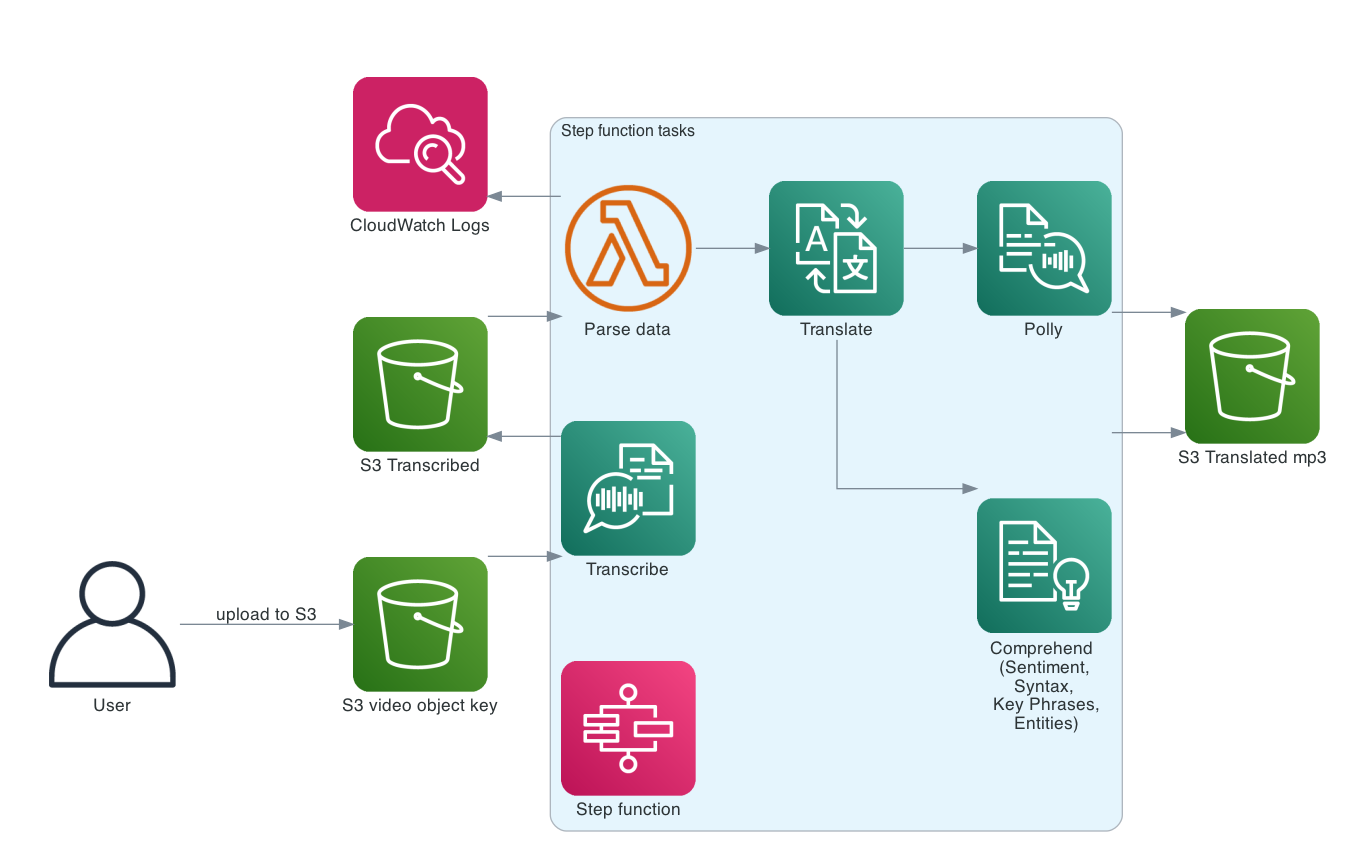 Step function tasks
CloudWatch Logs
Parse data
A
文
Translate
Polly
S3 Transcribed
S3 Translated mp3
Transcribe
upload to S3
User
S3 video object key
Comprehend
(Sentiment,
Syntax,
Key Phrases,
Entities)
Step function